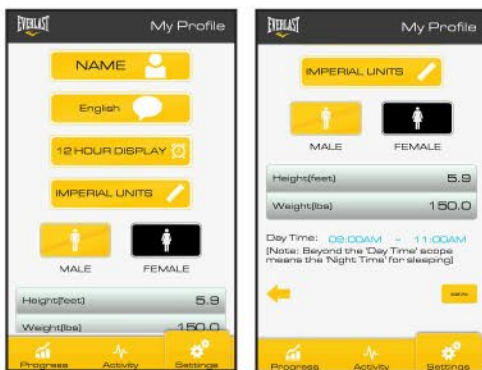 EVERLAST
My Profile
NAME
English
12 HOUR DISPLAY
IMPERIAL UNITS
MALE FEMALE
Height(feet) 5.9
Weight(lbs) 150.0
Progress Activity Settings
EVERLAST
My Profile
IMPERIAL UNITS
MALE FEMALE
Height(feet) 5.9
Weight(lbs) 150.0
Day Time: 09:00AM - 11:00AM
(Note: Beyond the 'Day Time' scope
means the 'Night Time' for sleeping)
Progress Activity Settings